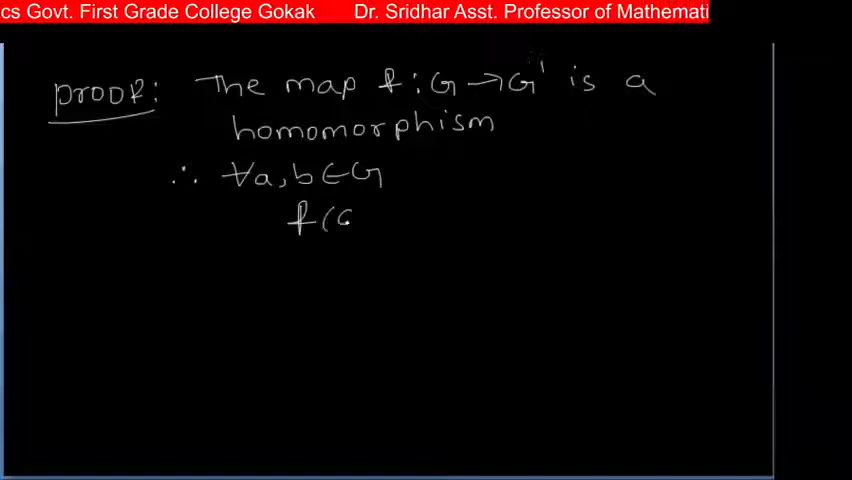 cs Govt. First Grade College Gokak Dr. Sridhar Asst. Professor of Mathemati
Proof: The map f: G → G' is a
homomorphism
∴ ∀a, b ∈ G
f(a